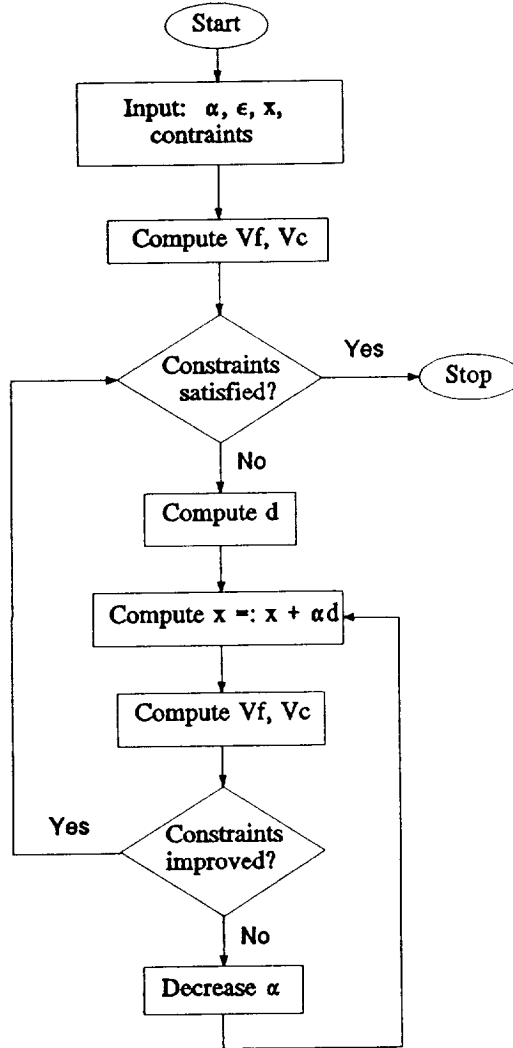 Start
Input: α, ϵ, x,
contraints
Compute Vf, Vc
Constraints
satisfied?
Yes
Stop
No
Compute d
Compute x =: x + αd
Compute Vf, Vc
Constraints
improved?
Yes
No
Decrease α